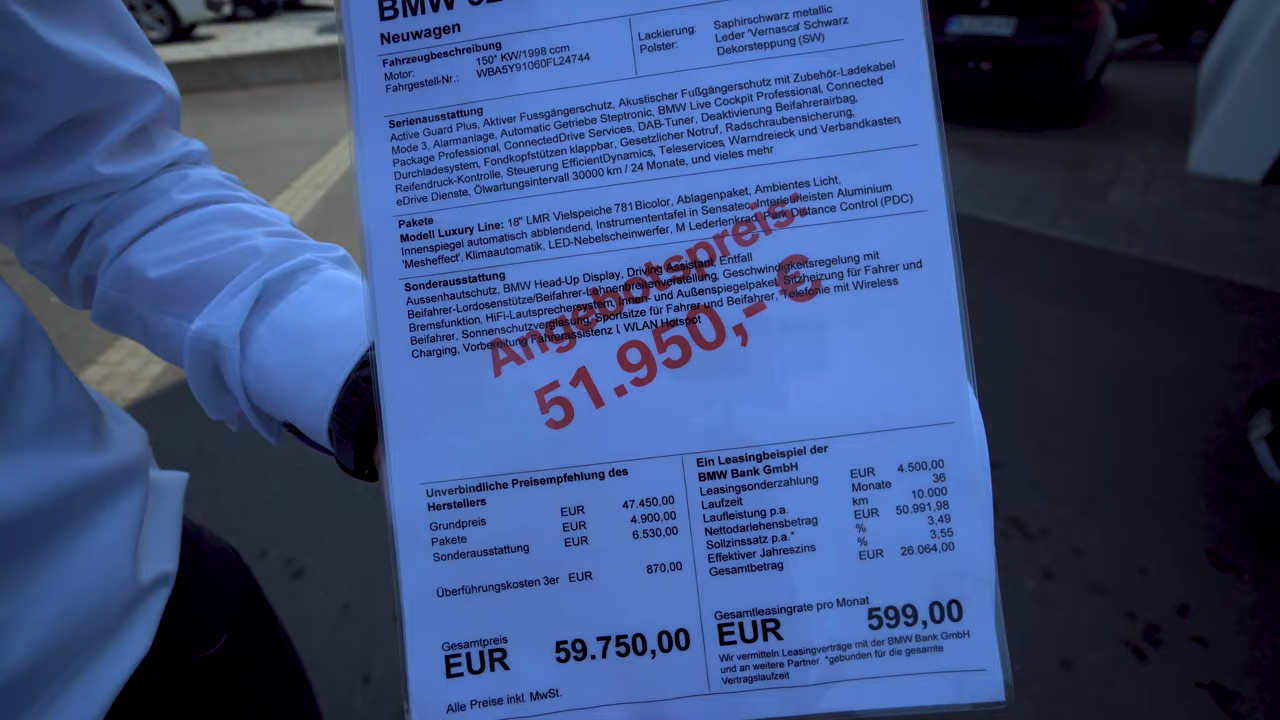 BMW
Neuwagen
Fahrzeugbeschreibung
Motor: 150* KW/1998 ccm
Fahrgestell-Nr.: WBA5Y91060FL24744
Lackierung: Saphirschwarz metallic
Polster: Leder 'Vernasca' Schwarz
Dekorsteppung (SW)
Serienausstattung
Active Guard Plus, Aktiver Fussgängerschutz, Akustischer Fußgängerschutz mit Zubehör-Ladekabel
Mode 3, Alarmanlage, Automatic Getriebe Steptronic, BMW Live Cockpit Professional, Connected
Package Professional, ConnectedDrive Services, DAB-Tuner, Deaktivierung Beifahrerairbag,
Durchladesystem, Fondkopfstützen klappbar, Gesetzlicher Notruf, Radschraubensicherung,
Reifendruck-Kontrolle, Steuerung EfficientDynamics, Teleservices, Warndreieck und Verbandkasten,
eDrive Dienste, Ölwartungsintervall 30000 km / 24 Monate, und vieles mehr
Pakete
Modell Luxury Line: 18" LMR Vielspeiche 781 Bicolor, Ablagenpaket, Ambientes Licht,
Innenspiegel automatisch abblendend, Instrumententafel in Sensatec, Interieurleisten Aluminium
'Mesheffect', Klimaautomatik, LED-Nebelscheinwerfer, M Lederlenkrad, Park Distance Control (PDC)
Sonderausstattung
Aussenhautschutz, BMW Head-Up Display, Driving Assistant, Entfall
Beifahrer-Lordosenstütze/Beifahrer-Lehnenbreitenverstellung, Geschwindigkeitsregelung mit
Bremsfunktion, HiFi-Lautsprechersystem, Innen- und Außenspiegelpaket, Sitzheizung für Fahrer und
Beifahrer, Sonnenschutzverglasung, Sportsitze für Fahrer und Beifahrer, Telefonie mit Wireless
Charging, Vorbereitung Fahrerassistenz I, WLAN Hotspot
Angebotspreis:
51.950,- €
Unverbindliche Preisempfehlung des
Herstellers
Grundpreis EUR 47.450,00
Pakete EUR 4.900,00
Sonderausstattung EUR 6.530,00
Überführungskosten 3er EUR 870,00
Gesamtpreis
EUR 59.750,00
Alle Preise inkl. MwSt.
Ein Leasingbeispiel der
BMW Bank GmbH
Leasingsonderzahlung EUR 4.500,00
Laufzeit Monate 36
Laufleistung p.a. km 10.000
Nettodarlehensbetrag EUR 50.991,98
Sollzinssatz p.a.* % 3,49
Effektiver Jahreszins % 3,55
Gesamtbetrag EUR 26.064,00
Gesamtleasingrate pro Monat
EUR 599,00
Wir vermitteln Leasingverträge mit der BMW Bank GmbH
und an weitere Partner. *gebunden für die gesamte
Vertragslaufzeit